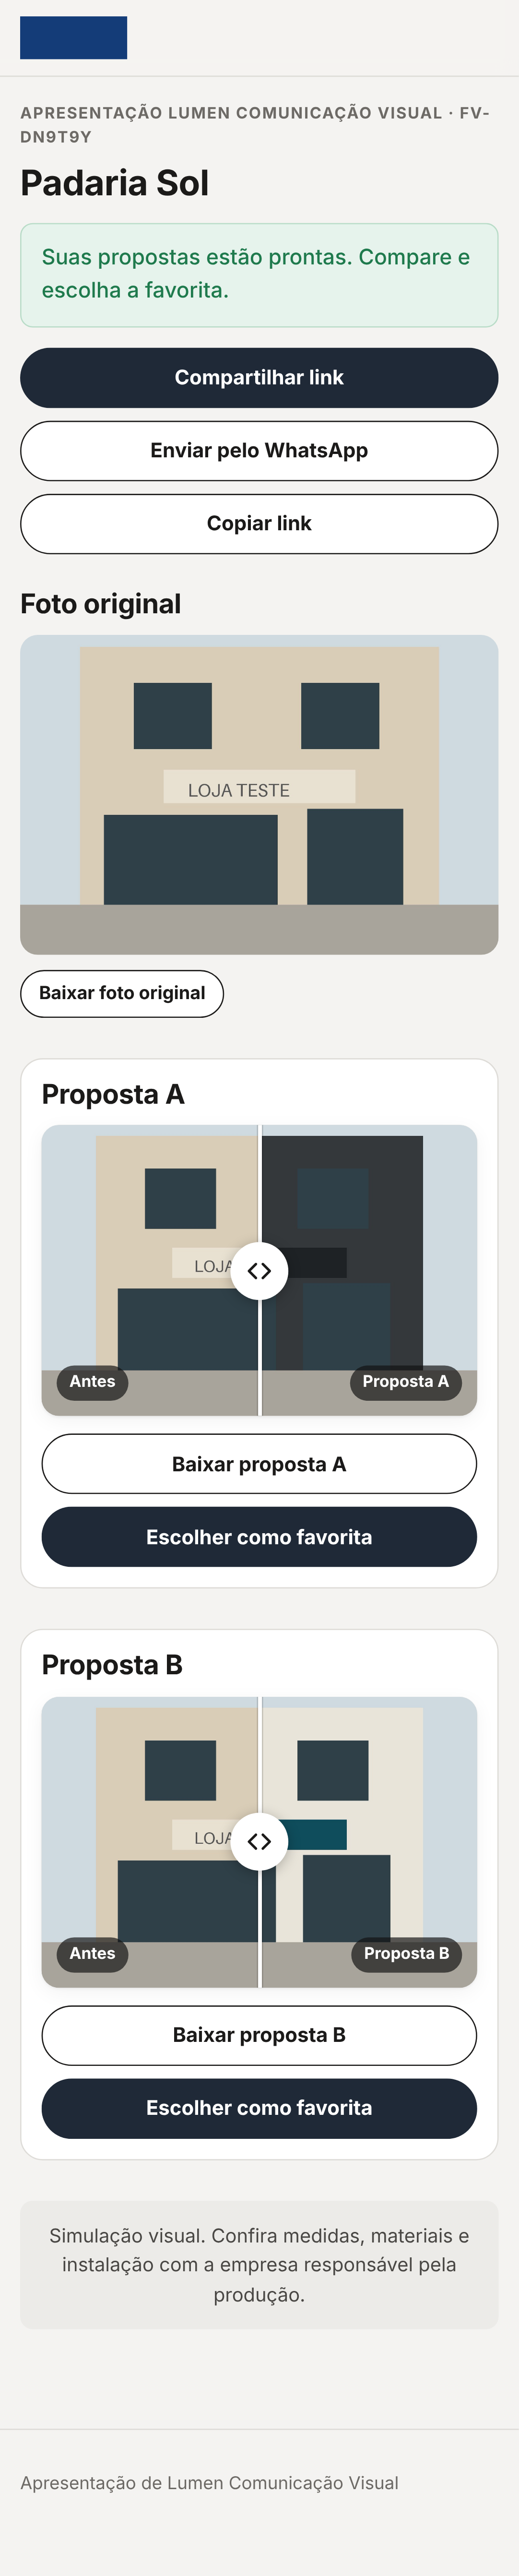 APRESENTAÇÃO LUMEN COMUNICAÇÃO VISUAL · FV-
DN9T9Y
Padaria Sol
Suas propostas estão prontas. Compare e
escolha a favorita.
Compartilhar link
Enviar pelo WhatsApp
Copiar link
Foto original
LOJA TESTE
Baixar foto original
Proposta A
LOJA
Antes
Proposta A
Baixar proposta A
Escolher como favorita
Proposta B
LOJA
Antes
Proposta B
Baixar proposta B
Escolher como favorita
Simulação visual. Confira medidas, materiais e
instalação com a empresa responsável pela
produção.
Apresentação de Lumen Comunicação Visual